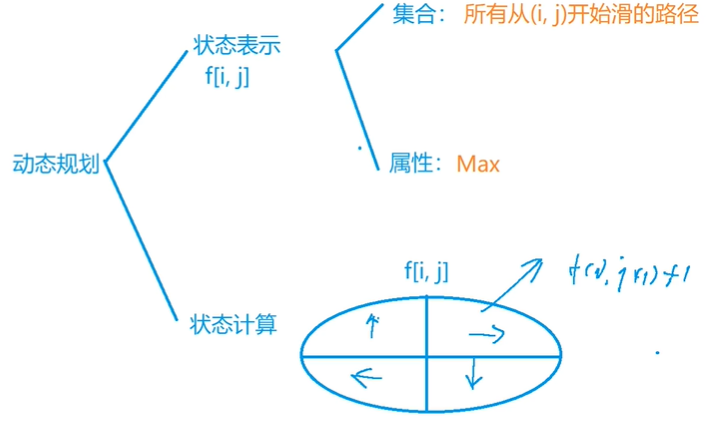 集合：所有从(i, j)开始滑的路径
状态表示
f[i, j]
动态规划
属性：Max
f[i, j]
f(i, j+1)+1
状态计算